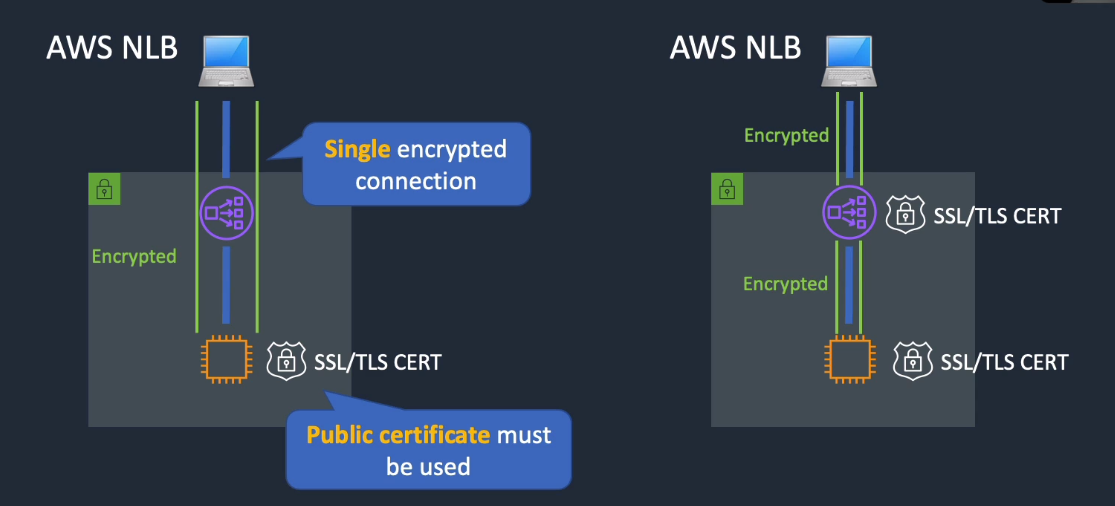 AWS NLB
Single encrypted
connection
Encrypted
SSL/TLS CERT
Public certificate must
be used
AWS NLB
Encrypted
SSL/TLS CERT
Encrypted
SSL/TLS CERT